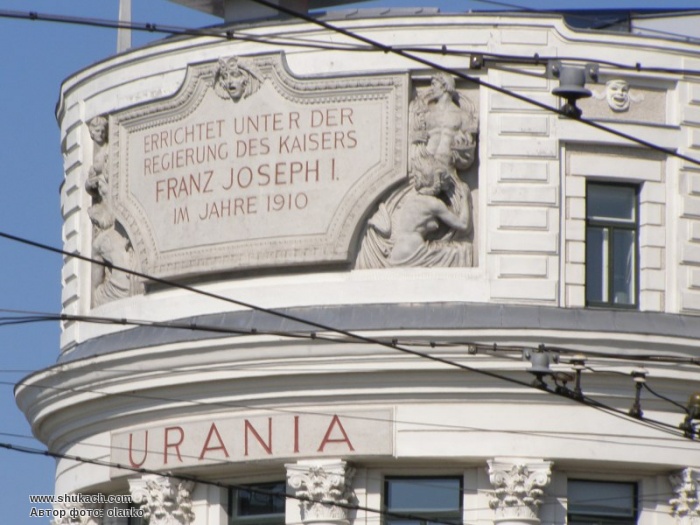 ERRICHTET UNTER DER
REGIERUNG DES KAISERS
FRANZ JOSEPH I.
IM JAHRE 1910
URANIA
www.shukach.com
Автор фото: olanko